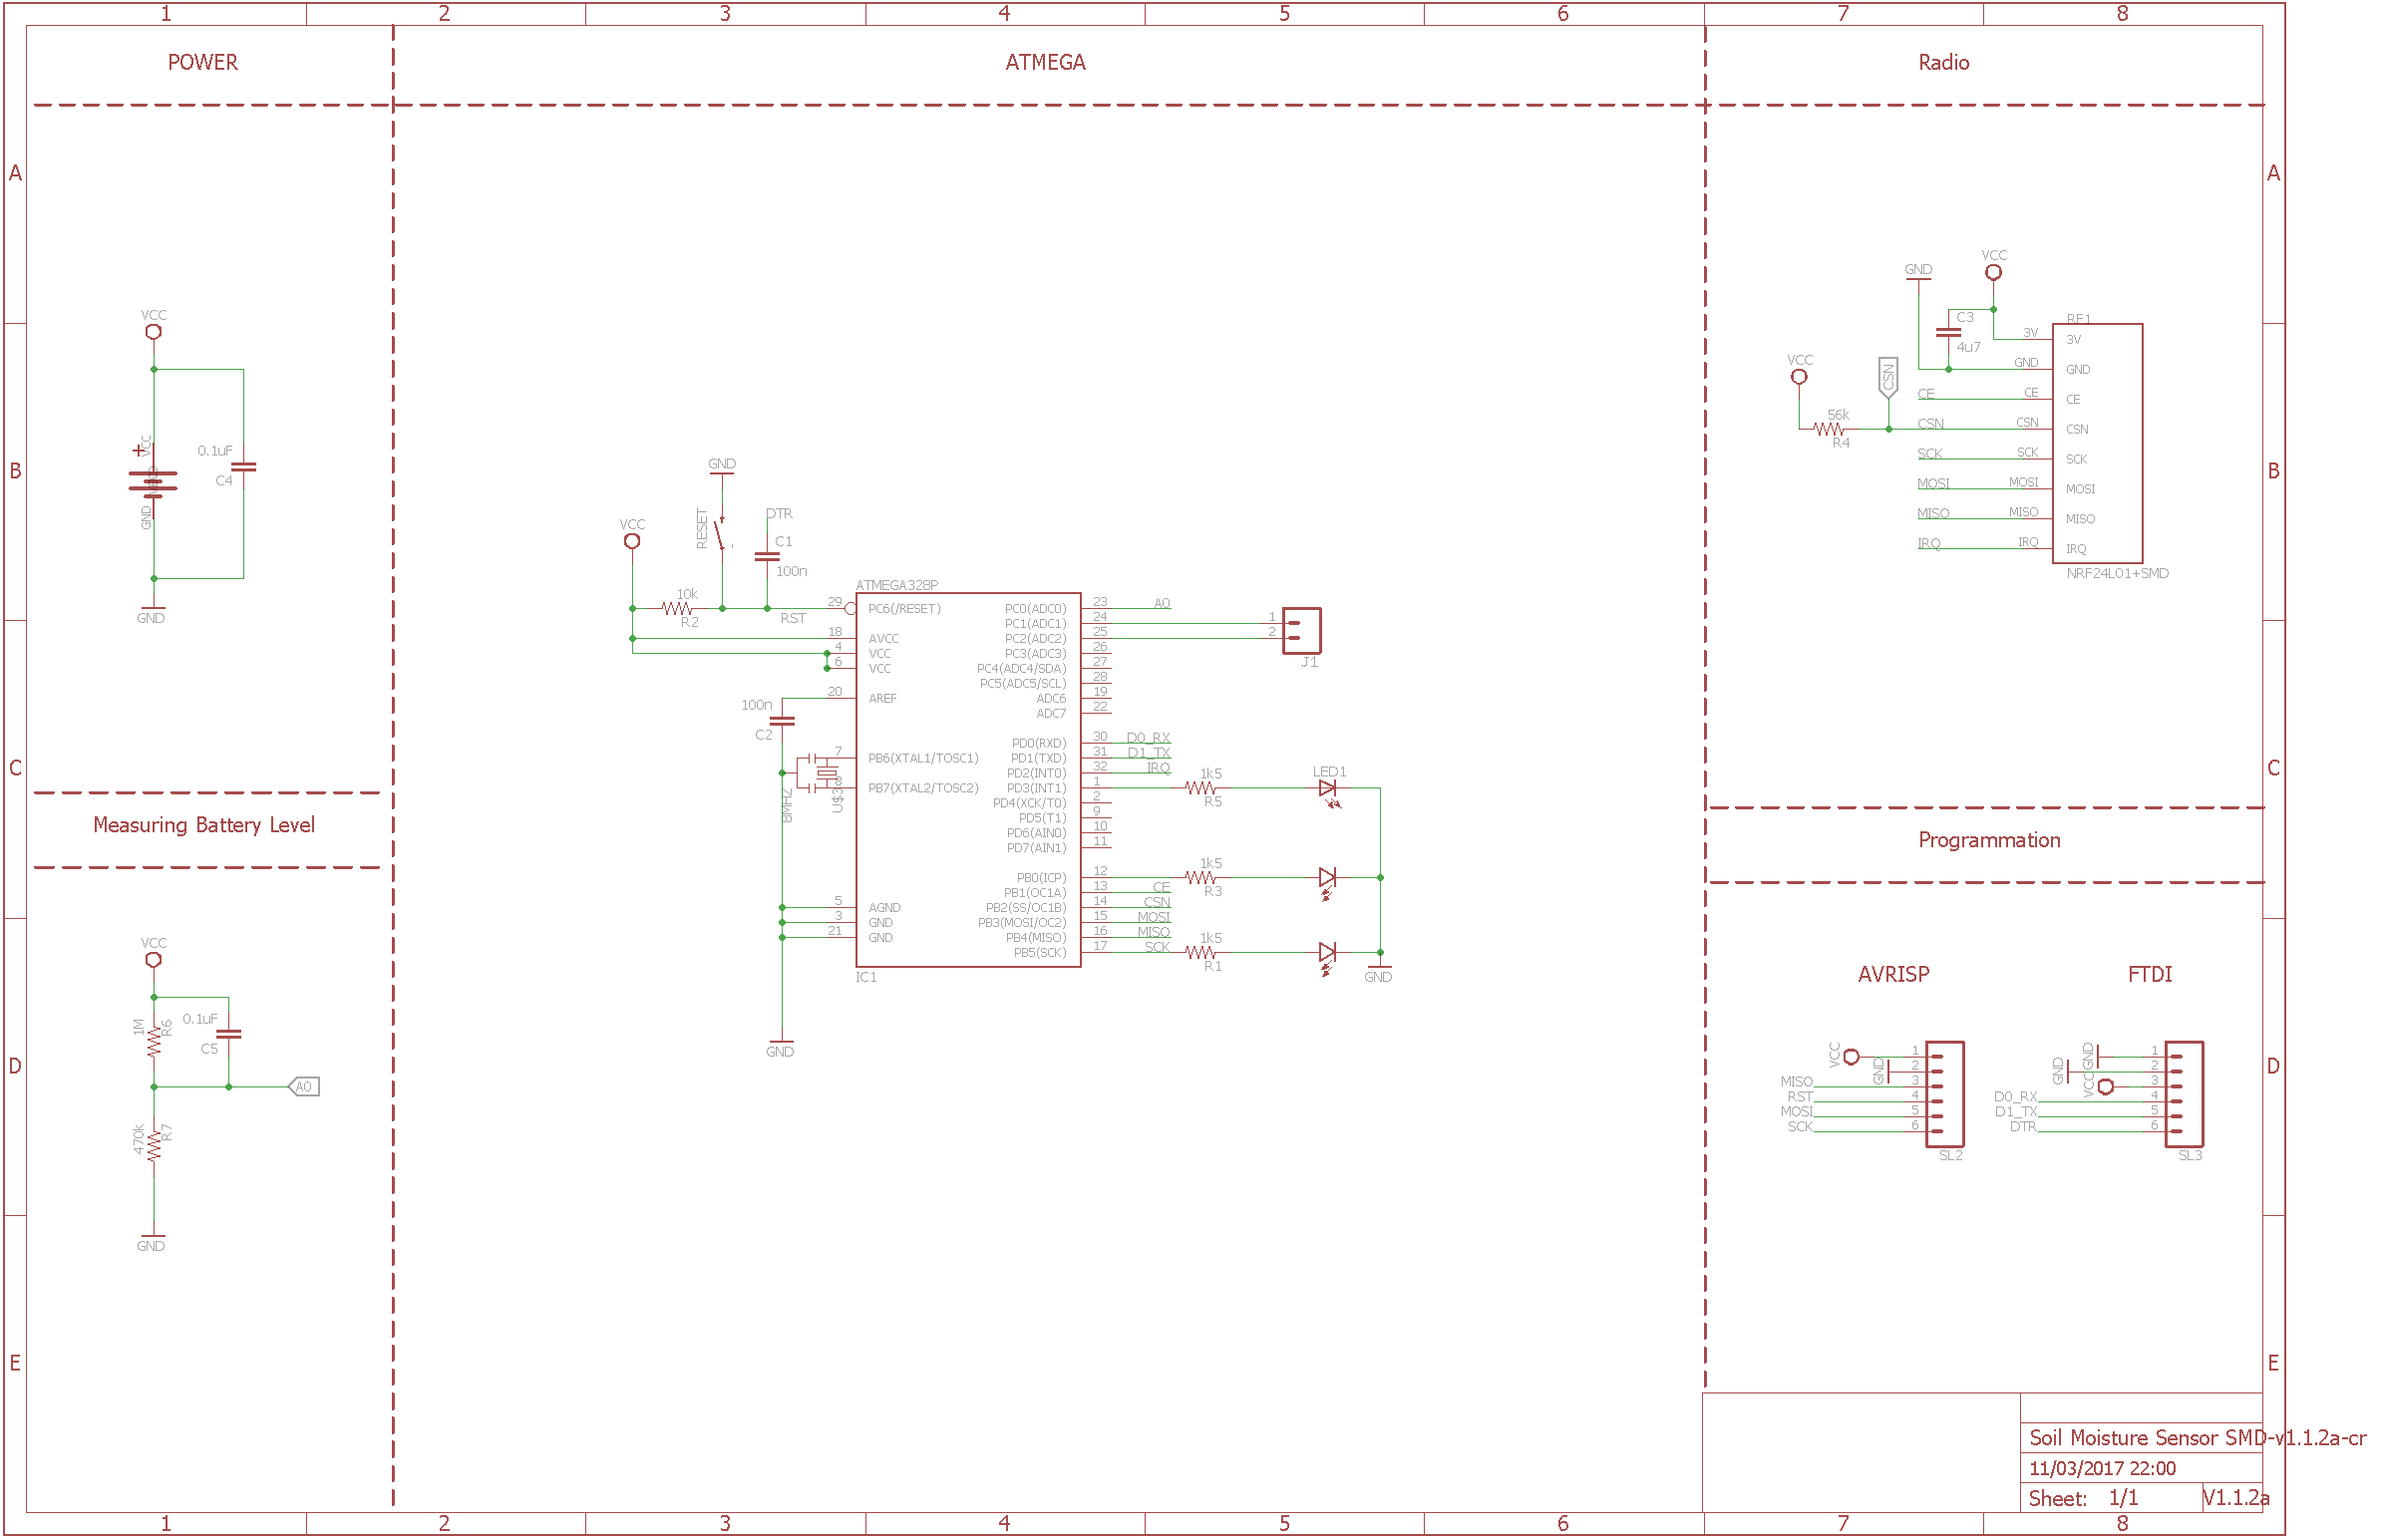 1 2 3 4 5 6 7 8
POWER
ATMEGA
Radio
A
A
B
B
C
C
D
D
E
E
VCC
+
VCC
GND
0.1uF
C4
GND
Measuring Battery Level
VCC
1M
R6
0.1uF
C5
A0
470k
R7
GND
GND
RESET
DTR
C1
100n
VCC
10k
R2
RST
ATMEGA328P
29 PC6(/RESET)
18 AVCC
4 VCC
6 VCC
20 AREF
100n
C2
7 PB6(XTAL1/TOSC1)
8 PB7(XTAL2/TOSC2)
8MHZ
U$3
5 AGND
3 GND
21 GND
IC1
GND
PC0(ADC0) 23 A0
PC1(ADC1) 24
PC2(ADC2) 25
PC3(ADC3) 26
PC4(ADC4/SDA) 27
PC5(ADC5/SCL) 28
ADC6 19
ADC7 22
PD0(RXD) 30 D0_RX
PD1(TXD) 31 D1_TX
PD2(INT0) 32 IRQ
PD3(INT1) 1
PD4(XCK/T0) 2
PD5(T1) 9
PD6(AIN0) 10
PD7(AIN1) 11
PB0(ICP) 12
PB1(OC1A) 13 CE
PB2(SS/OC1B) 14 CSN
PB3(MOSI/OC2) 15 MOSI
PB4(MISO) 16 MISO
PB5(SCK) 17 SCK
1
2
J1
1k5
R5
LED1
1k5
R3
1k5
R1
GND
GND
VCC
C3
4u7
RF1
VCC
56k
R4
CSN
3V 3V
GND GND
CE CE CE
CSN CSN CSN
SCK SCK SCK
MOSI MOSI MOSI
MISO MISO MISO
IRQ IRQ IRQ
NRF24L01+SMD
Programmation
AVRISP
VCC 1
GND 2
MISO 3
RST 4
MOSI 5
SCK 6
SL2
FTDI
GND 1
GND 2
VCC 3
D0_RX 4
D1_TX 5
DTR 6
SL3
Soil Moisture Sensor SMD-v1.1.2a-cr
11/03/2017 22:00
Sheet: 1/1 V1.1.2a
1 2 3 4 5 6 7 8